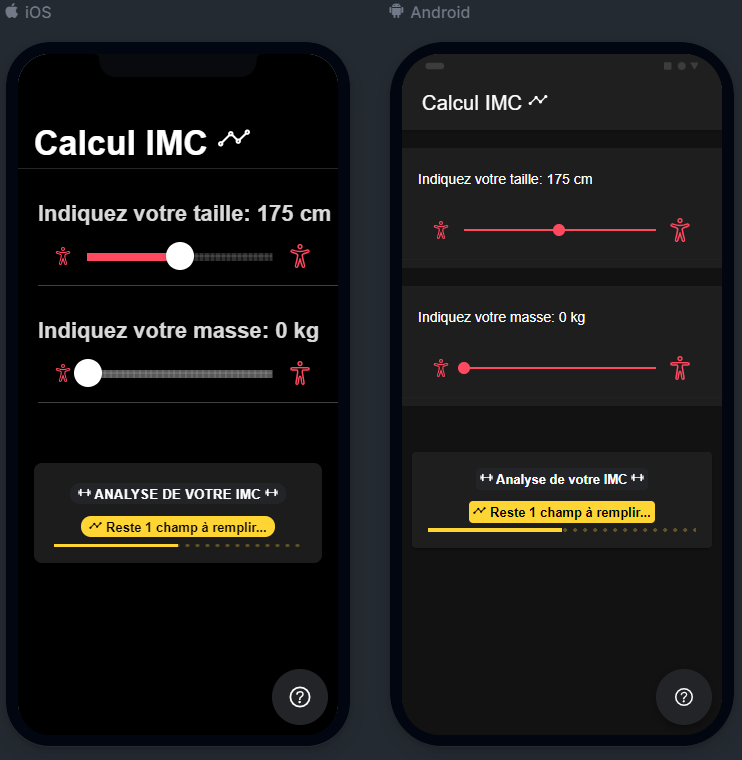 iOS
Calcul IMC
Indiquez votre taille: 175 cm
Indiquez votre masse: 0 kg
ANALYSE DE VOTRE IMC
Reste 1 champ à remplir...
Android
Calcul IMC
Indiquez votre taille: 175 cm
Indiquez votre masse: 0 kg
Analyse de votre IMC
Reste 1 champ à remplir...